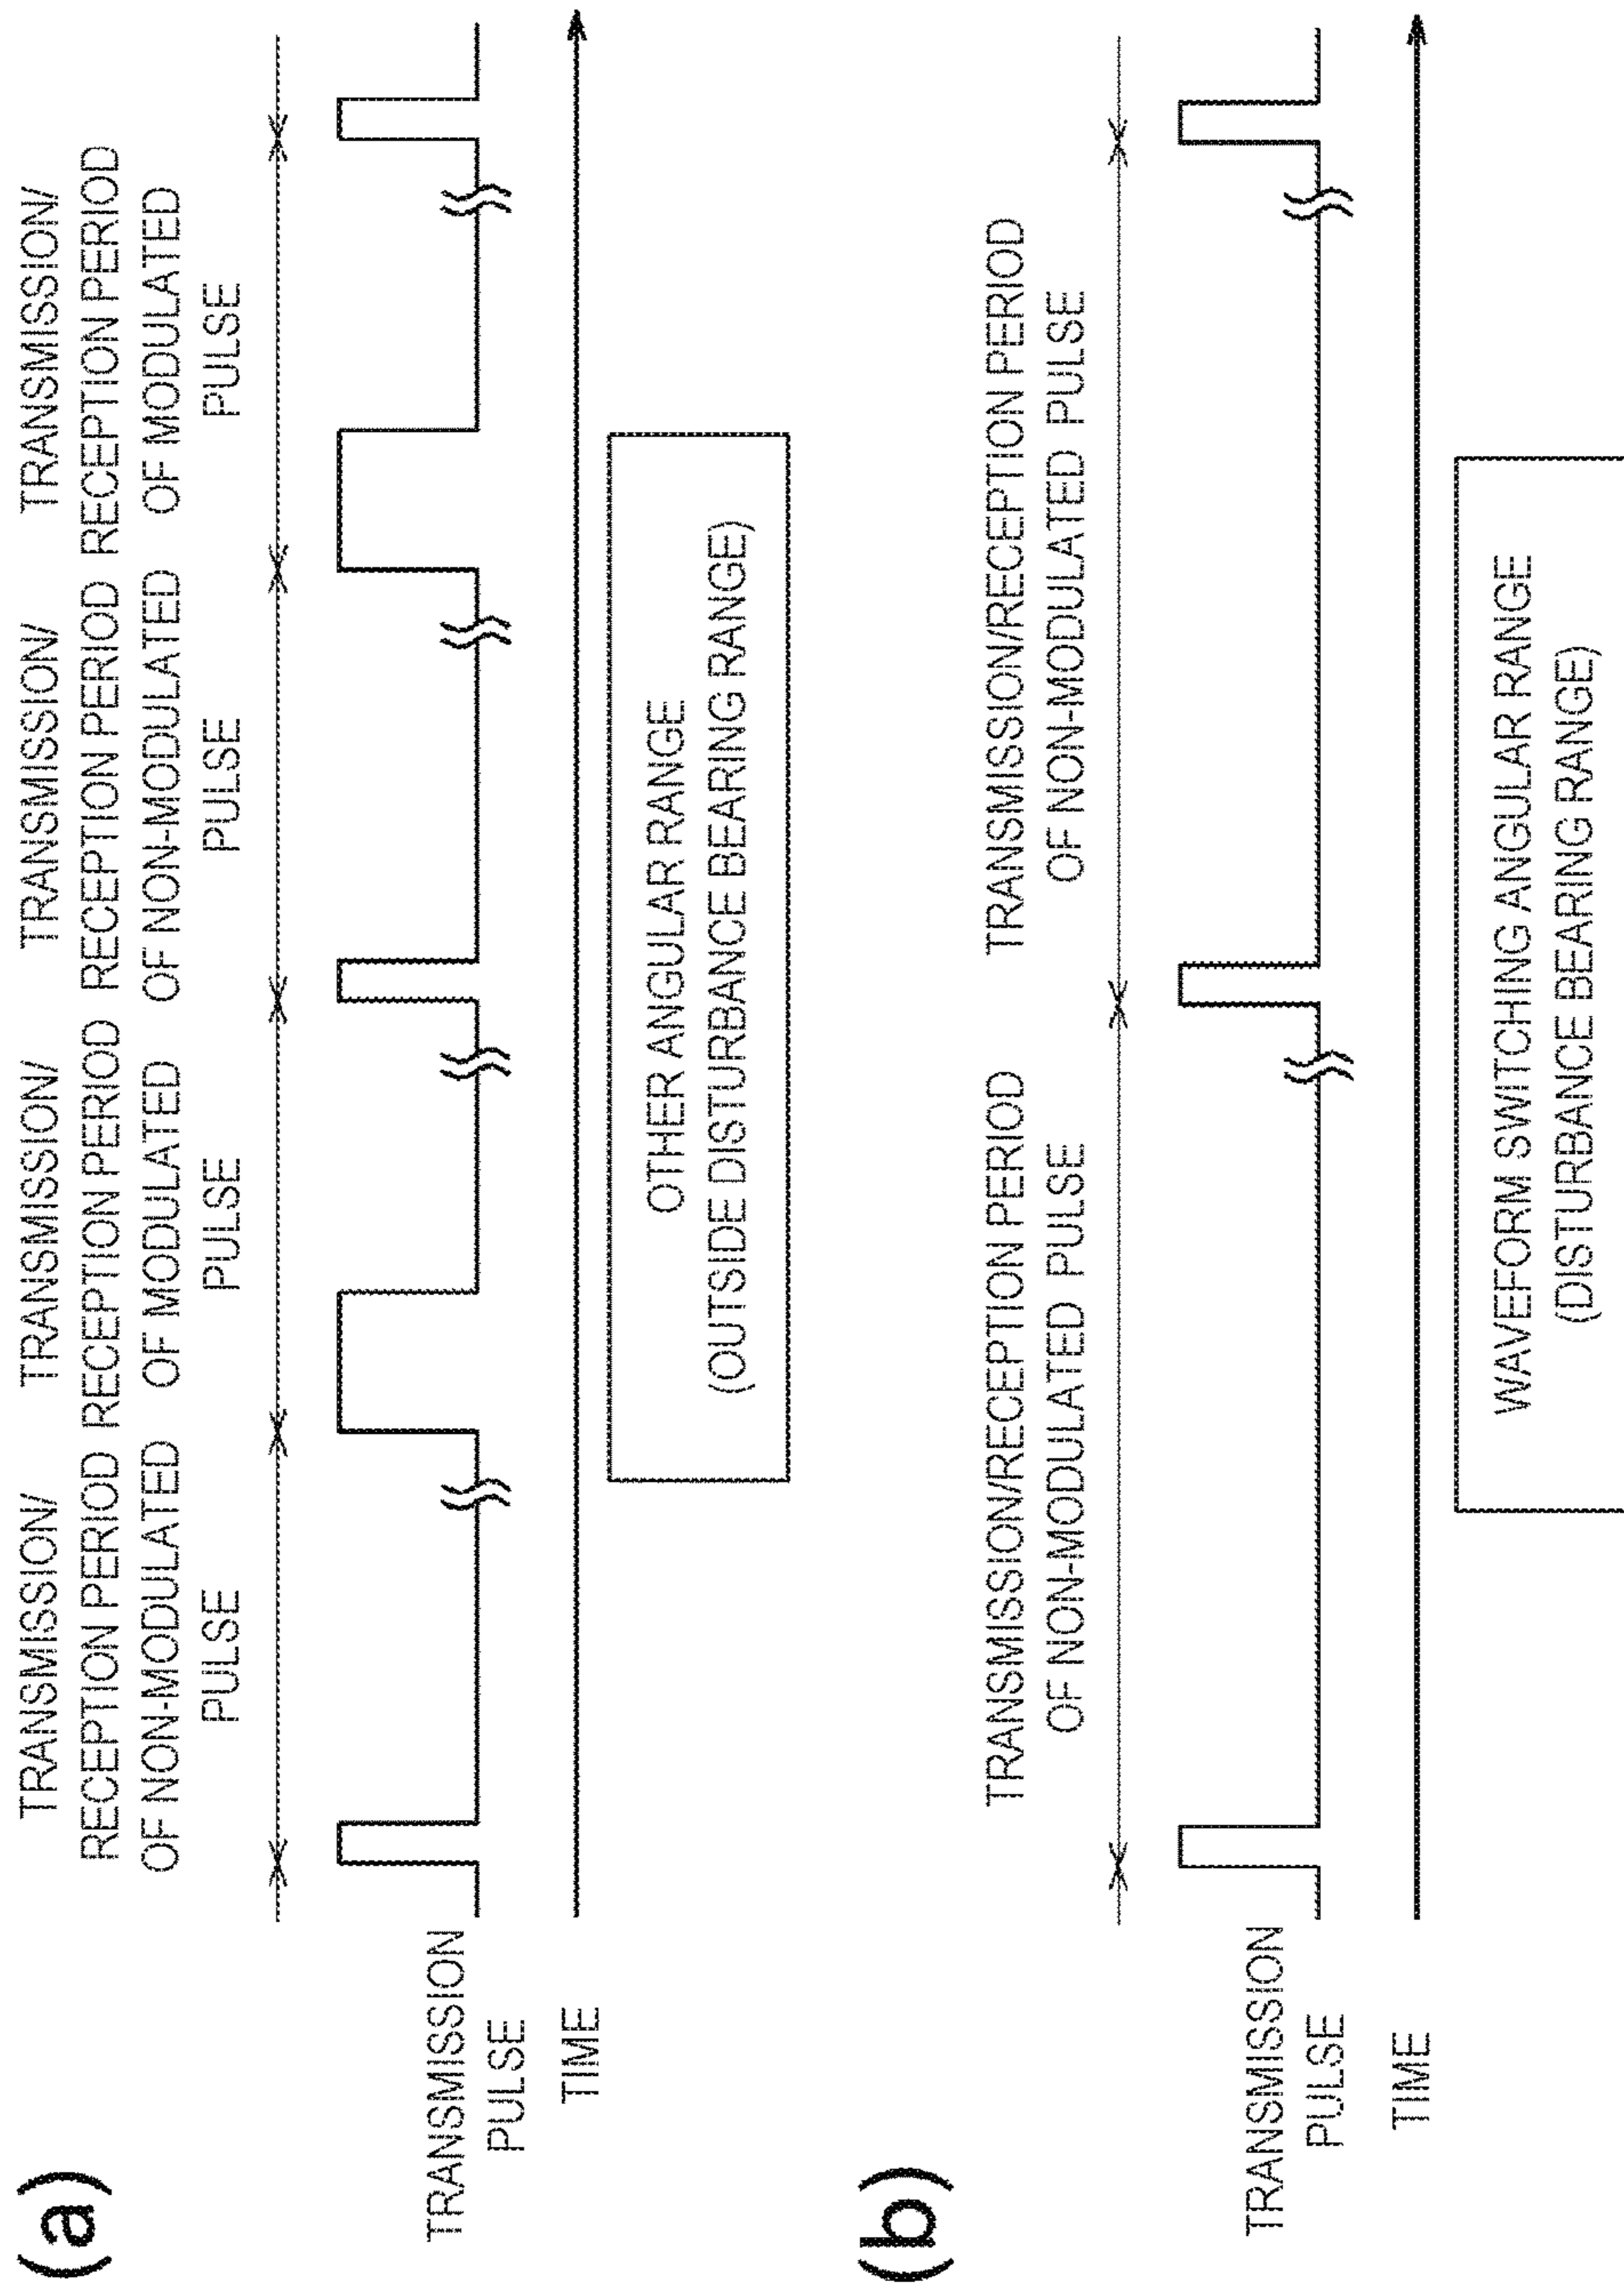 (a)
TRANSMISSION/
RECEPTION PERIOD
OF NON-MODULATED
PULSE
TRANSMISSION/
RECEPTION PERIOD
OF MODULATED
PULSE
TRANSMISSION/
RECEPTION PERIOD
OF NON-MODULATED
PULSE
TRANSMISSION/
RECEPTION PERIOD
OF MODULATED
PULSE
TRANSMISSION
PULSE
TIME
OTHER ANGULAR RANGE
(OUTSIDE DISTURBANCE BEARING RANGE)
(b)
TRANSMISSION/RECEPTION PERIOD
OF NON-MODULATED PULSE
TRANSMISSION/RECEPTION PERIOD
OF NON-MODULATED PULSE
TRANSMISSION
PULSE
TIME
WAVEFORM SWITCHING ANGULAR RANGE
(DISTURBANCE BEARING RANGE)